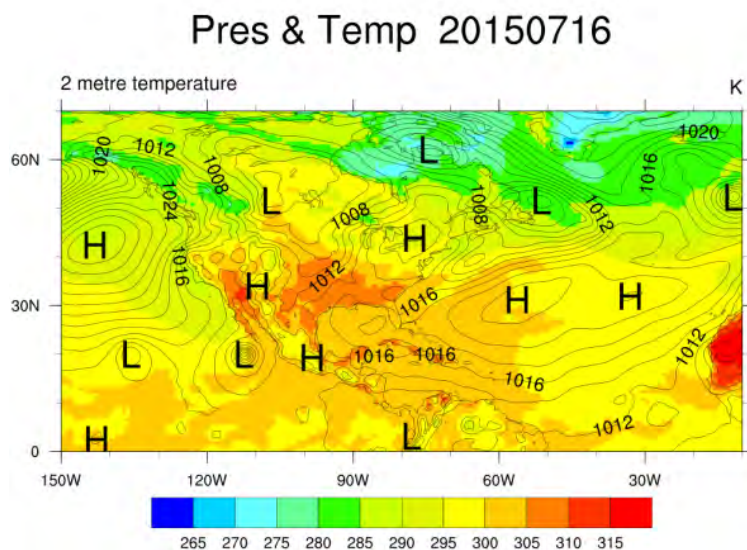 Pres & Temp 20150716
2 metre temperature K
1020 1012 L 1020
60N
1008 1024 L L 1016 L
H 1008 H 1008 1012
1016 H 1012
30N 1016 H H
L L H 1016 1016 1016 1012
H L 1012
0
150W 120W 90W 60W 30W
265 270 275 280 285 290 295 300 305 310 315